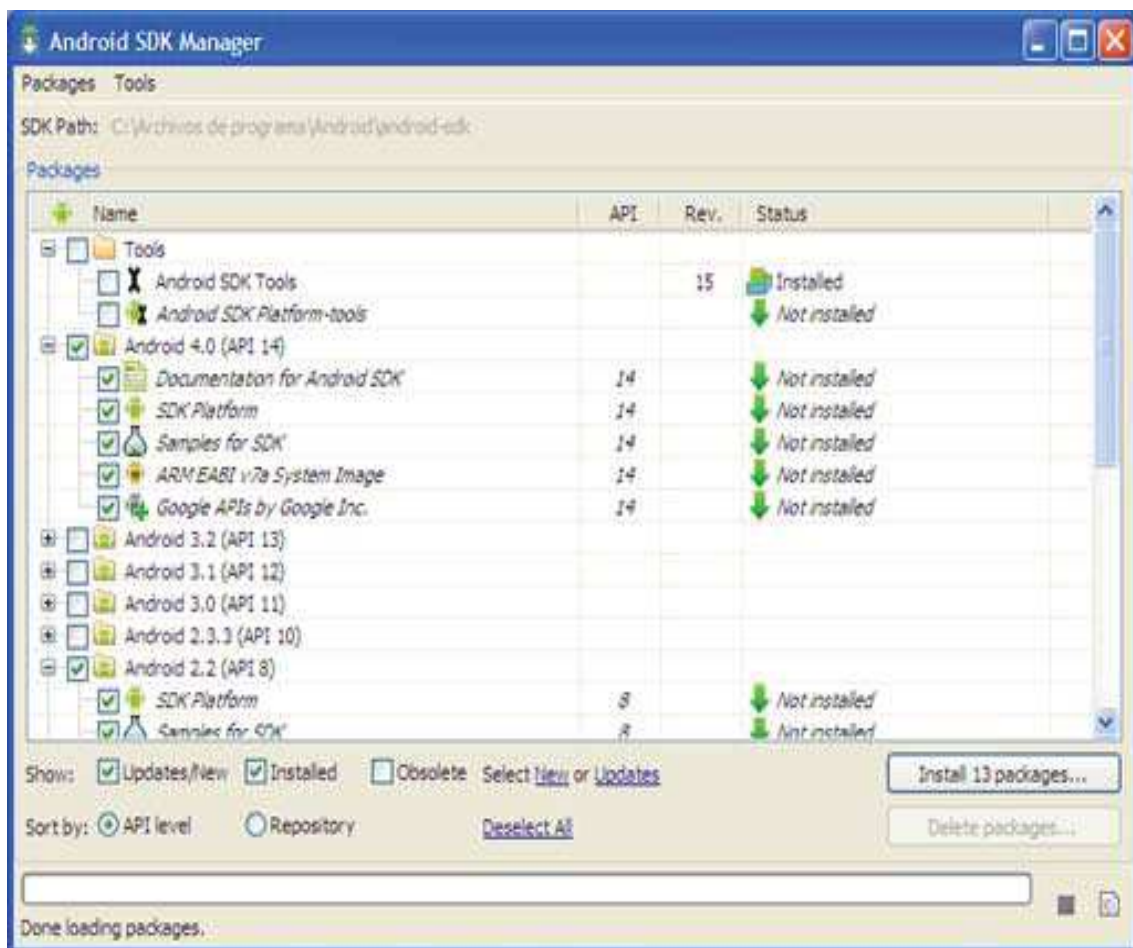 Android SDK Manager
Packages Tools
SDK Path: C:\Archivos de programa\Android\android-sdk
Packages
Name API Rev. Status
Tools
Android SDK Tools 15 Installed
Android SDK Platform-tools Not installed
Android 4.0 (API 14)
Documentation for Android SDK 14 Not installed
SDK Platform 14 Not installed
Samples for SDK 14 Not installed
ARM EABI v7a System Image 14 Not installed
Google APIs by Google Inc. 14 Not installed
Android 3.2 (API 13)
Android 3.1 (API 12)
Android 3.0 (API 11)
Android 2.3.3 (API 10)
Android 2.2 (API 8)
SDK Platform 8 Not installed
Samples for SDK 8 Not installed
Show: Updates/New Installed Obsolete Select New or Updates Install 13 packages...
Sort by: API level Repository Deselect All Delete packages...
Done loading packages.